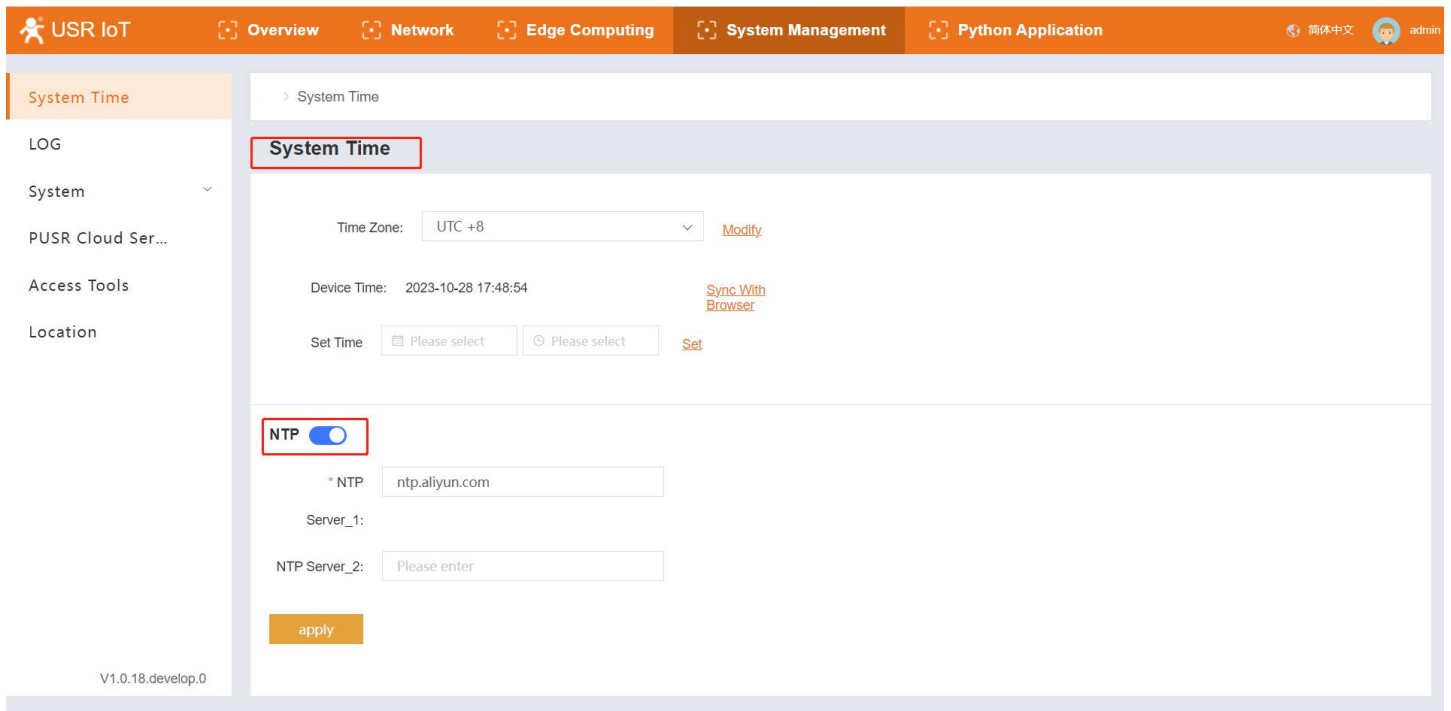 USR IoT
Overview
Network
Edge Computing
System Management
Python Application
简体中文
admin
System Time
LOG
System
PUSR Cloud Ser...
Access Tools
Location
V1.0.18.develop.0
> System Time
System Time
Time Zone: UTC +8 Modify
Device Time: 2023-10-28 17:48:54 Sync With
Browser
Set Time Please select Please select Set
NTP
* NTP ntp.aliyun.com
Server_1:
NTP Server_2: Please enter
apply